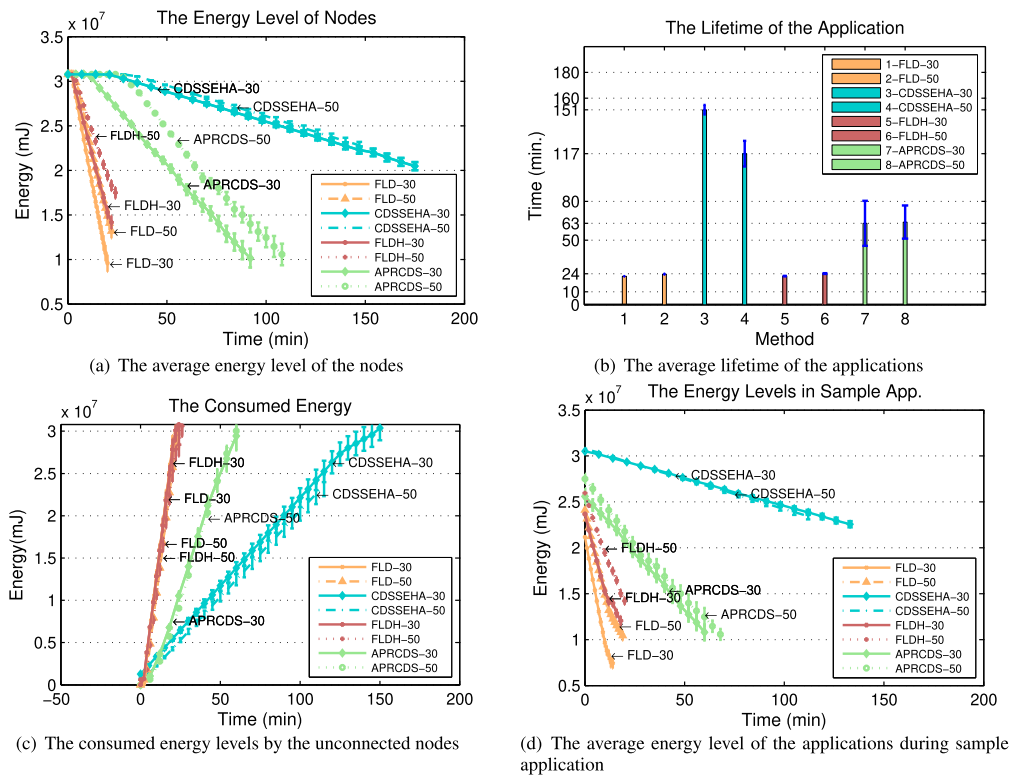 The Energy Level of Nodes
x 10^7
3.5
3
2.5
2
1.5
1
0.5
0 50 100 150 200
Energy (mJ)
Time (min)
←CDSSEHA−30
←CDSSEHA−50
←FLDH−50
←APRCDS−50
←APRCDS−30
←FLDH−30
←FLD−50
←FLD−30
FLD−30
FLD−50
CDSSEHA−30
CDSSEHA−50
FLDH−30
FLDH−50
APRCDS−30
APRCDS−50
(a) The average energy level of the nodes
The Lifetime of the Application
180
160
151
117
80
63
50
24
10
0
1 2 3 4 5 6 7 8
Time (min.)
Method
1−FLD−30
2−FLD−50
3−CDSSEHA−30
4−CDSSEHA−50
5−FLDH−30
6−FLDH−50
7−APRCDS−30
8−APRCDS−50
(b) The average lifetime of the applications
The Consumed Energy
x 10^7
3
2.5
2
1.5
1
0.5
0
−50 0 50 100 150 200
Energy(mJ)
Time (min)
←FLDH−30
←CDSSEHA−30
←FLD−30
←CDSSEHA−50
←APRCDS−50
←FLD−50
←FLDH−50
←APRCDS−30
FLD−30
FLD−50
CDSSEHA−30
CDSSEHA−50
FLDH−30
FLDH−50
APRCDS−30
APRCDS−50
(c) The consumed energy levels by the unconnected nodes
The Energy Levels in Sample App.
x 10^7
3.5
3
2.5
2
1.5
1
0.5
0 50 100 150 200
Energy (mJ)
Time (min)
←CDSSEHA−30
←CDSSEHA−50
←FLDH−50
←APRCDS−30
←FLDH−30
←APRCDS−50
←FLD−50
←FLD−30
FLD−30
FLD−50
CDSSEHA−30
CDSSEHA−50
FLDH−30
FLDH−50
APRCDS−30
APRCDS−50
(d) The average energy level of the applications during sample
application